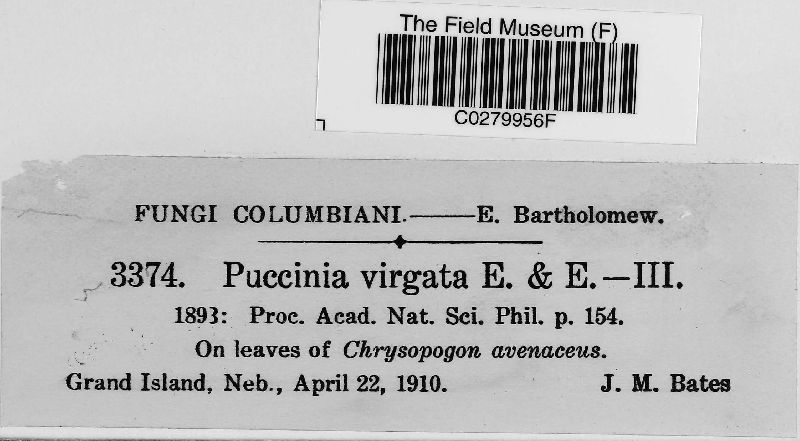 The Field Museum (F)
C0279956F
FUNGI COLUMBIANI.——E. Bartholomew.
3374. Puccinia virgata E. & E.—III.
1893: Proc. Acad. Nat. Sci. Phil. p. 154.
On leaves of Chrysopogon avenaceus.
Grand Island, Neb., April 22, 1910. J. M. Bates